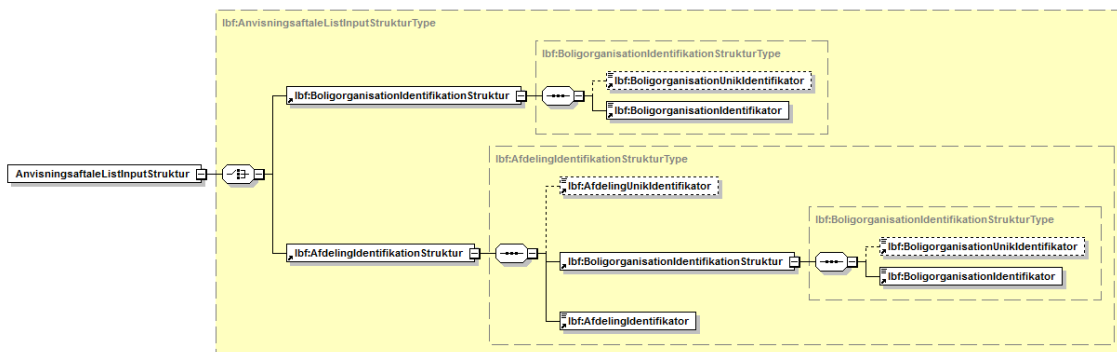 lbf:AnvisningsaftaleListInputStrukturType
lbf:BoligorganisationIdentifikationStrukturType
lbf:BoligorganisationUnikIdentifikator
lbf:BoligorganisationIdentifikationStruktur
lbf:BoligorganisationIdentifikator
lbf:AfdelingIdentifikationStrukturType
AnvisningsaftaleListInputStruktur
lbf:AfdelingUnikIdentifikator
lbf:BoligorganisationIdentifikationStrukturType
lbf:BoligorganisationUnikIdentifikator
lbf:AfdelingIdentifikationStruktur
lbf:BoligorganisationIdentifikationStruktur
lbf:BoligorganisationIdentifikator
lbf:AfdelingIdentifikator